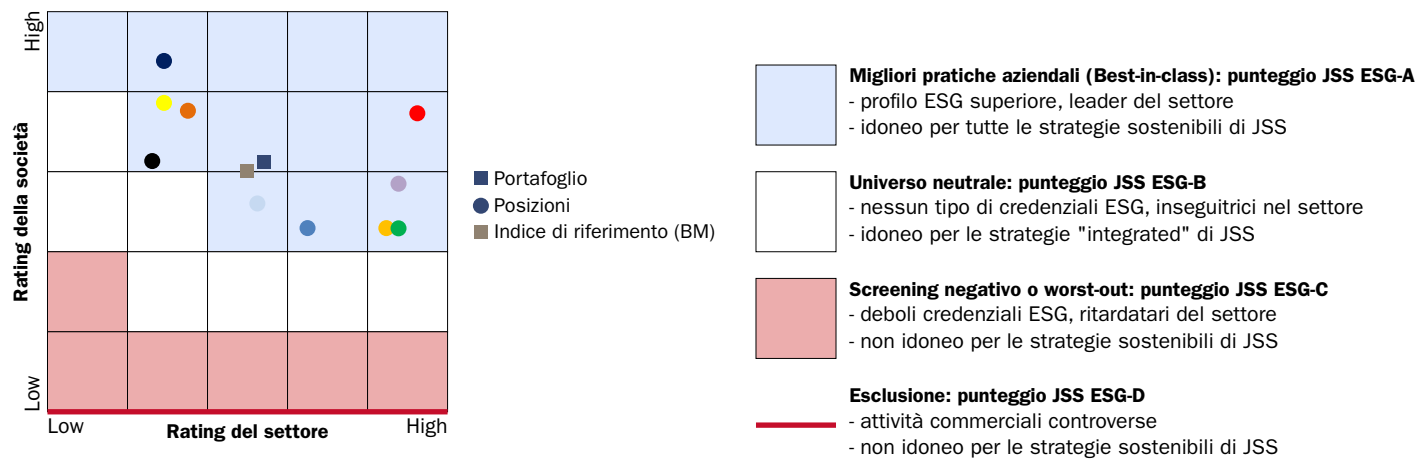 High
Rating della società
Low
Low
Rating del settore
High
Portafoglio
Posizioni
Indice di riferimento (BM)
Migliori pratiche aziendali (Best-in-class): punteggio JSS ESG-A
- profilo ESG superiore, leader del settore
- idoneo per tutte le strategie sostenibili di JSS
Universo neutrale: punteggio JSS ESG-B
- nessun tipo di credenziali ESG, inseguitrici nel settore
- idoneo per le strategie "integrated" di JSS
Screening negativo o worst-out: punteggio JSS ESG-C
- deboli credenziali ESG, ritardatari del settore
- non idoneo per le strategie sostenibili di JSS
Esclusione: punteggio JSS ESG-D
- attività commerciali controverse
- non idoneo per le strategie sostenibili di JSS